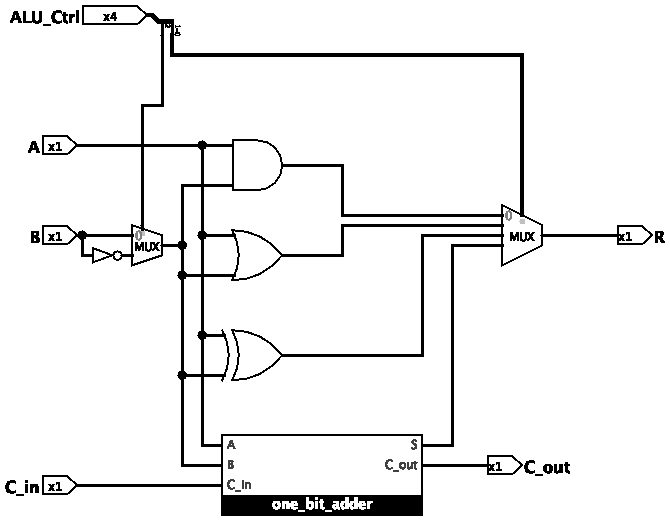 ALU_Ctrl x4
A x1
B x1
0
MUX
0
MUX
x1 R
A
B
C_in
S
C_out
x1 C_out
C_in x1
one_bit_adder